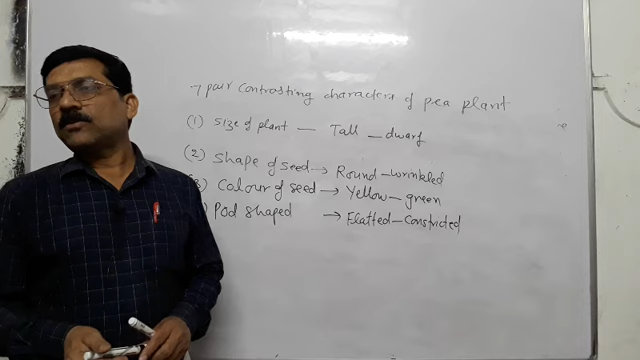 7 pair contrasting characters of pea plant
(1) Size of plant — Tall — dwarf
(2) Shape of seed → Round – wrinkled
3) Colour of seed → Yellow – green
) Pod shaped → Flatted – Constricted